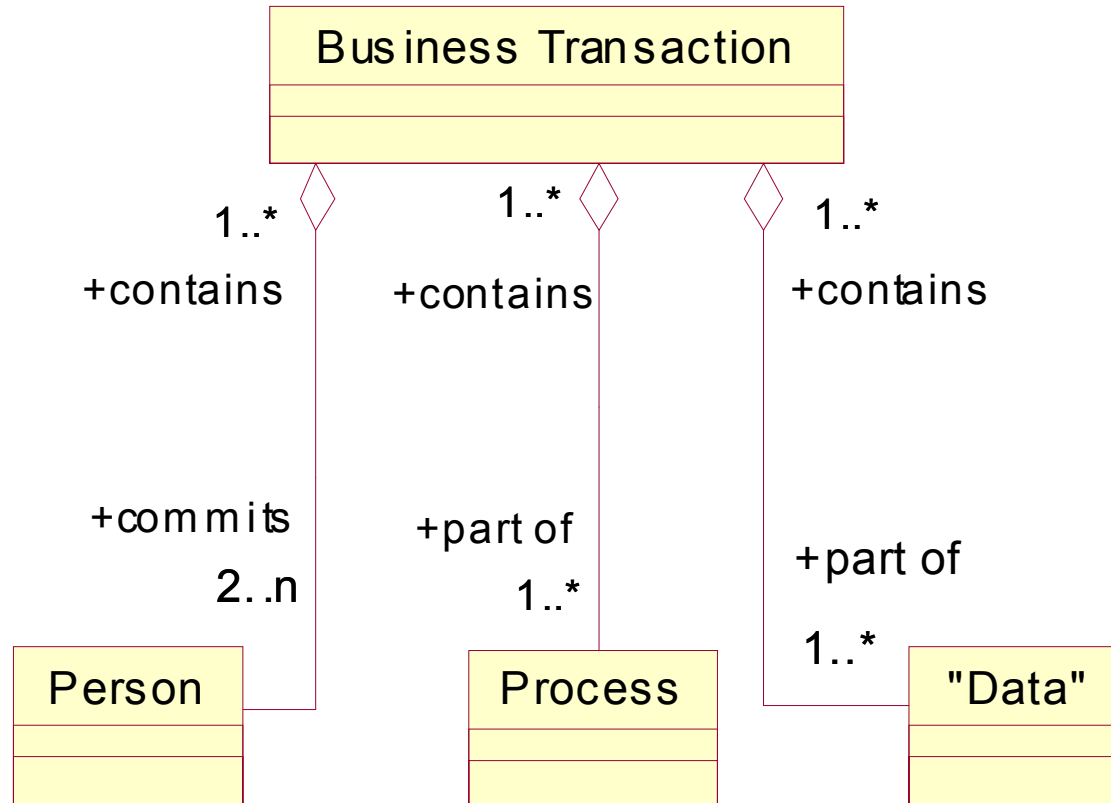 Business Transaction
1..*
1..*
1..*
+contains
+contains
+contains
+commits
+part of
+part of
2..n
1..*
1..*
Person
Process
"Data"